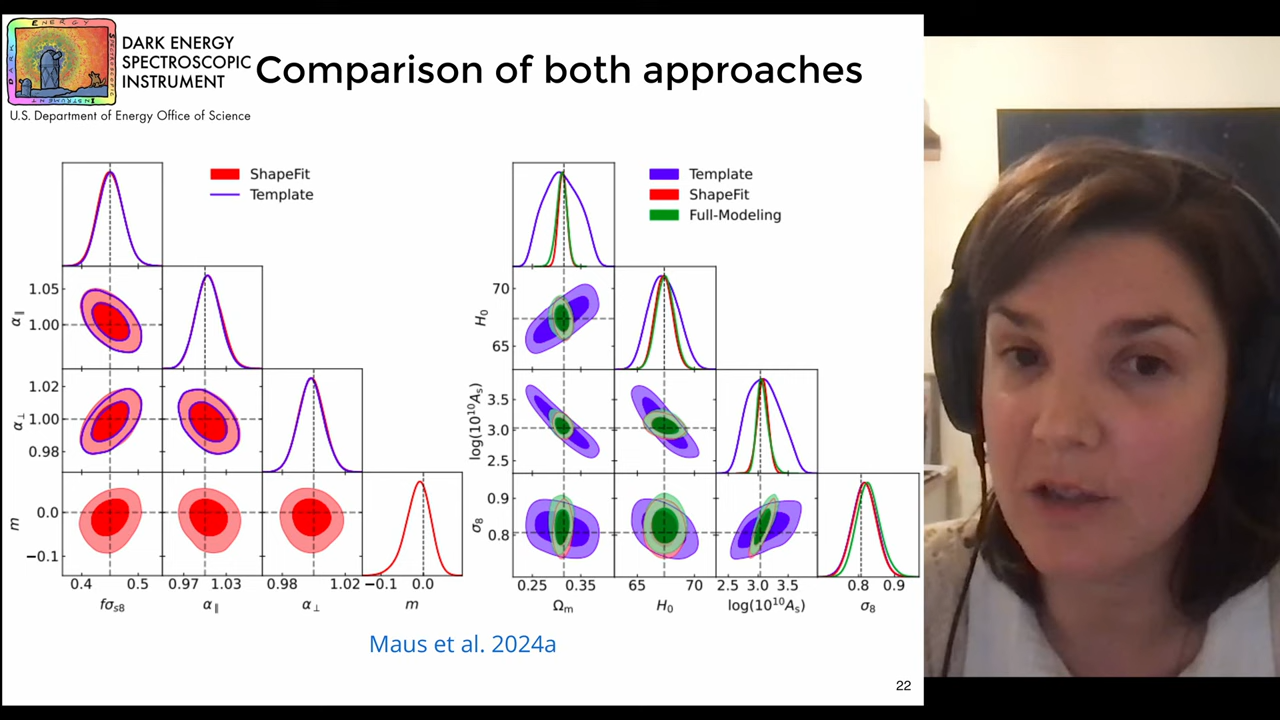 DARK ENERGY
SPECTROSCOPIC
INSTRUMENT
U.S. Department of Energy Office of Science
Comparison of both approaches
ShapeFit
Template
α∥
1.05
1.00
α⊥
1.02
1.00
0.98
m
0.0
−0.1
0.4 0.5 0.97 1.03 0.98 1.02 −0.1 0.0
fσs8 α∥ α⊥ m
Template
ShapeFit
Full-Modeling
H₀
70
65
log(10¹⁰Aₛ)
3.5
3.0
2.5
σ₈
0.9
0.8
0.25 0.35 65 70 2.5 3.0 3.5 0.8 0.9
Ωₘ H₀ log(10¹⁰Aₛ) σ₈
Maus et al. 2024a
22